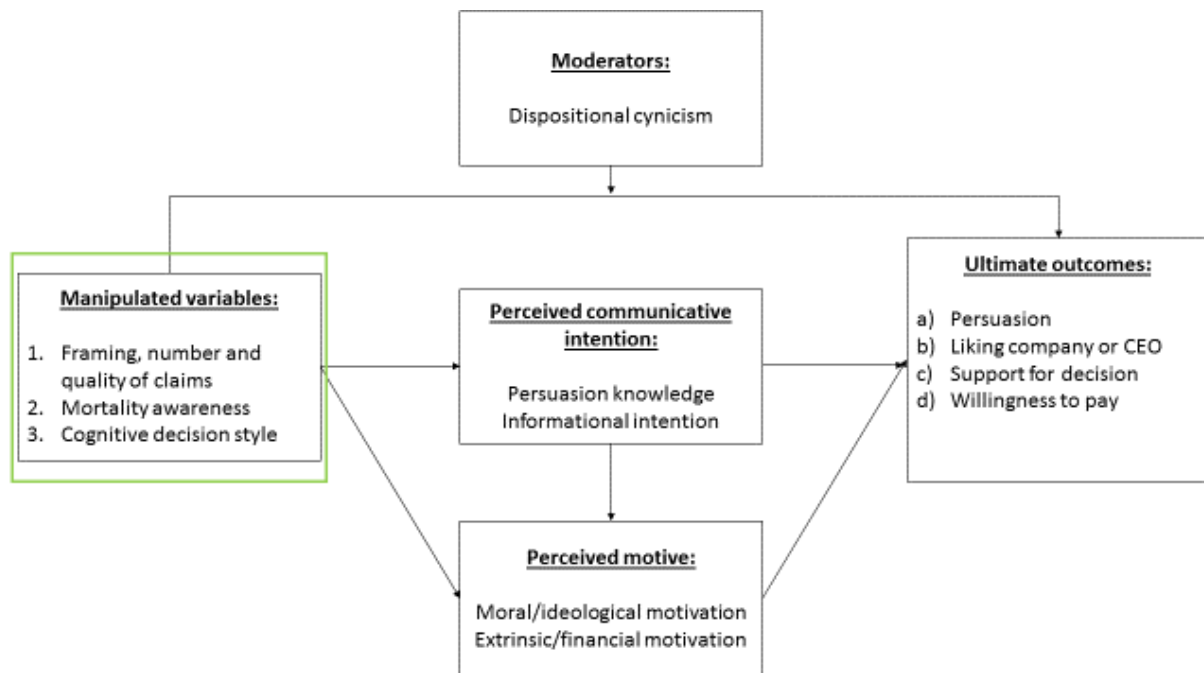 Moderators:
Dispositional cynicism
Manipulated variables:
1. Framing, number and
quality of claims
2. Mortality awareness
3. Cognitive decision style
Perceived communicative
intention:
Persuasion knowledge
Informational intention
Perceived motive:
Moral/ideological motivation
Extrinsic/financial motivation
Ultimate outcomes:
a) Persuasion
b) Liking company or CEO
c) Support for decision
d) Willingness to pay